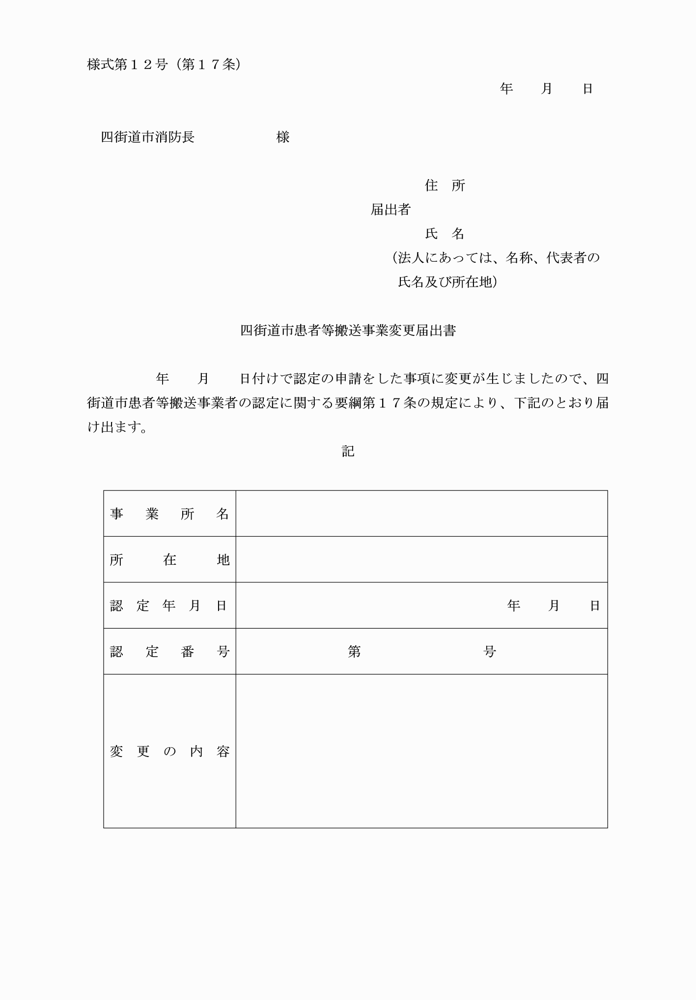 様式第１２号（第１７条）
年　　月　　日
四街道市消防長　　　　　　様
住　所
届出者
氏　名
（法人にあっては、名称、代表者の
氏名及び所在地）
四街道市患者等搬送事業変更届出書
年　　月　　日付けで認定の申請をした事項に変更が生じましたので、四
街道市患者等搬送事業者の認定に関する要綱第１７条の規定により、下記のとおり届
け出ます。
記
事業所名
所在地
認定年月日　　年　　月　　日
認定番号　　第　　　　　　　　　号
変更の内容